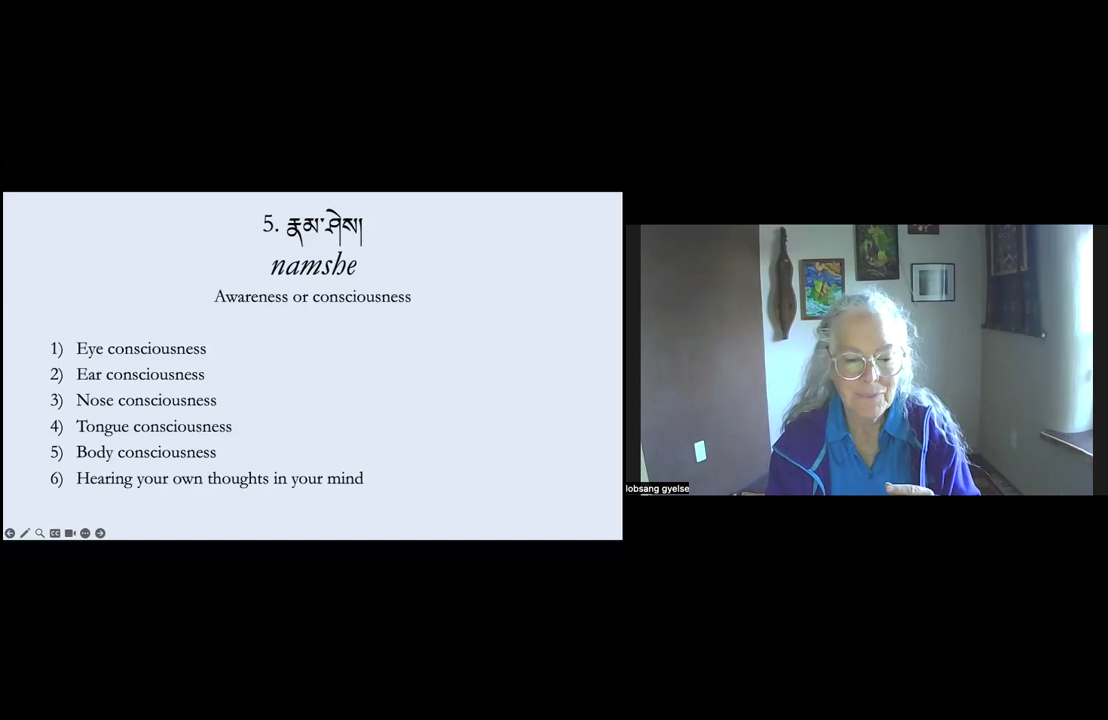 5. རྣམ་ཤེས།
namshe
Awareness or consciousness
1) Eye consciousness
2) Ear consciousness
3) Nose consciousness
4) Tongue consciousness
5) Body consciousness
6) Hearing your own thoughts in your mind
lobsang gyelse